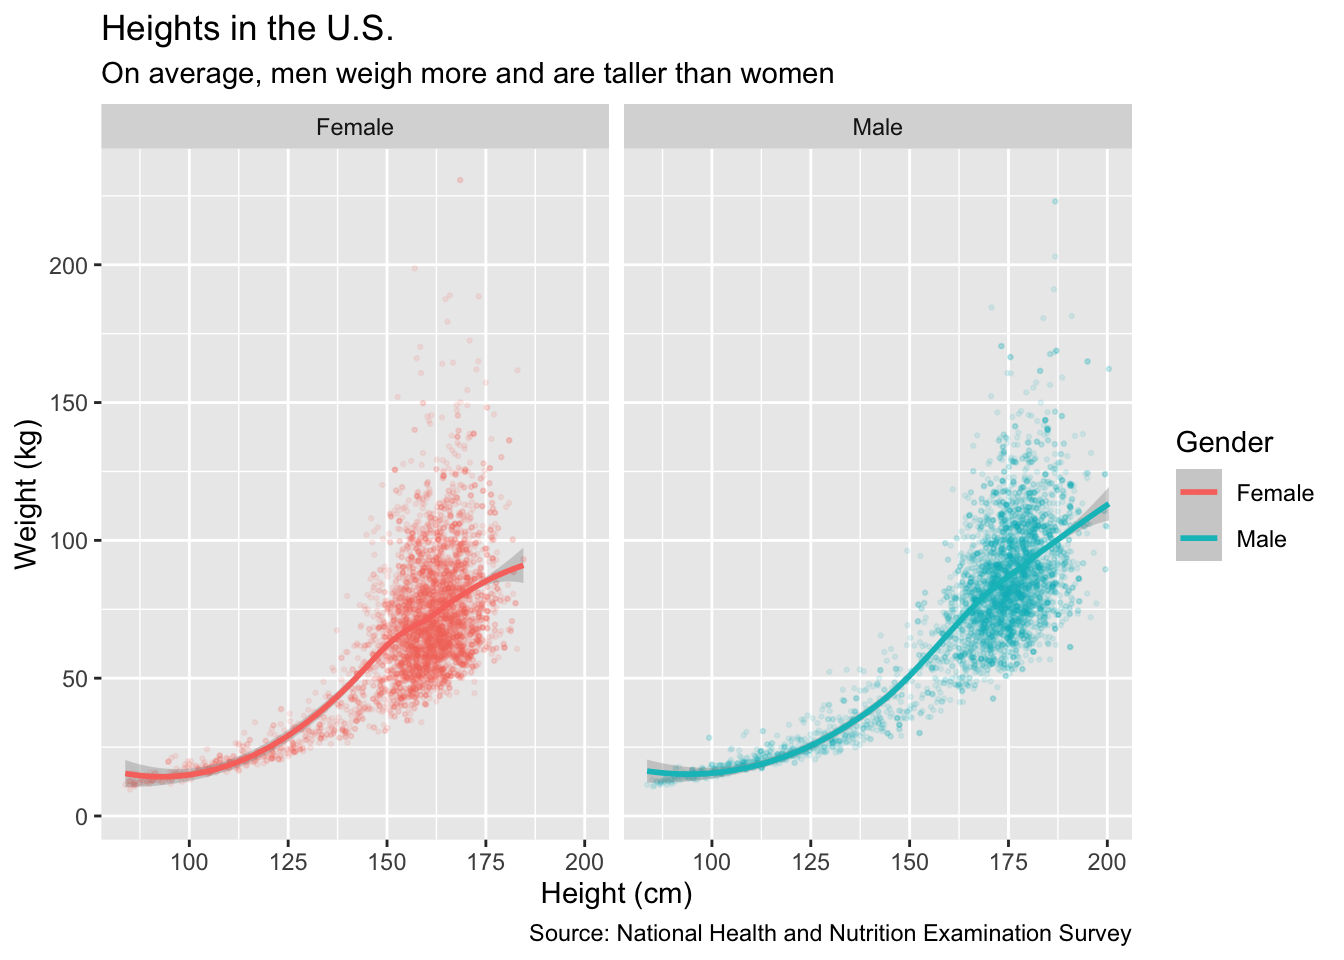 Heights in the U.S.
On average, men weigh more and are taller than women
Female Male
200
150
100
50
0
Weight (kg)
100 125 150 175 200 100 125 150 175 200
Height (cm)
Gender
Female
Male
Source: National Health and Nutrition Examination Survey